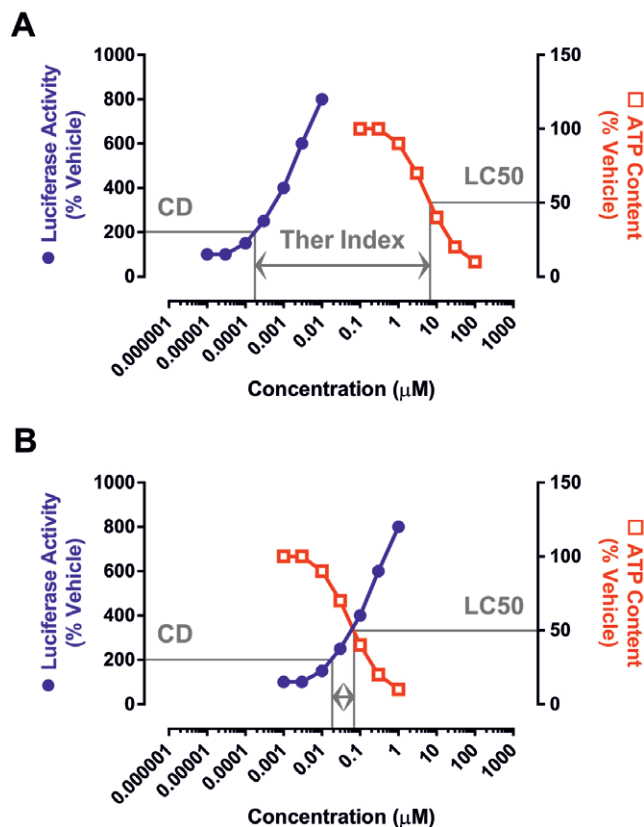 A
● Luciferase Activity
(% Vehicle)
1000
800
600
400
200
0
CD
Ther Index
LC50
150
100
50
0
□ ATP Content
(% Vehicle)
0.000001
0.00001
0.0001
0.001
0.01
0.1
1
10
100
1000
Concentration (μM)
B
● Luciferase Activity
(% Vehicle)
1000
800
600
400
200
0
CD
LC50
150
100
50
0
□ ATP Content
(% Vehicle)
0.000001
0.00001
0.0001
0.001
0.01
0.1
1
10
100
1000
Concentration (μM)